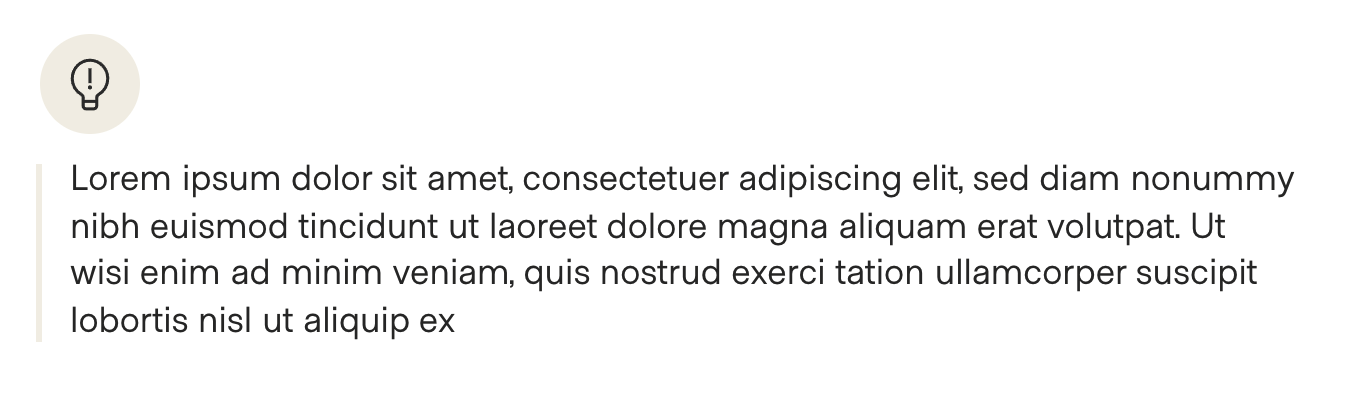 Lorem ipsum dolor sit amet, consectetuer adipiscing elit, sed diam nonummy
nibh euismod tincidunt ut laoreet dolore magna aliquam erat volutpat. Ut
wisi enim ad minim veniam, quis nostrud exerci tation ullamcorper suscipit
lobortis nisl ut aliquip ex